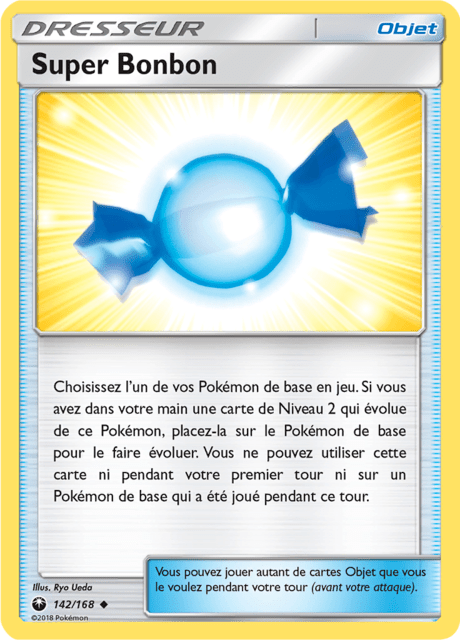 DRESSEUR
Objet
Super Bonbon
Choisissez l'un de vos Pokémon de base en jeu. Si vous
avez dans votre main une carte de Niveau 2 qui évolue
de ce Pokémon, placez-la sur le Pokémon de base
pour le faire évoluer. Vous ne pouvez utiliser cette
carte ni pendant votre premier tour ni sur un
Pokémon de base qui a été joué pendant ce tour.
Vous pouvez jouer autant de cartes Objet que vous
le voulez pendant votre tour (avant votre attaque).
Illus. Ryo Ueda
142/168 ◆
©2018 Pokémon